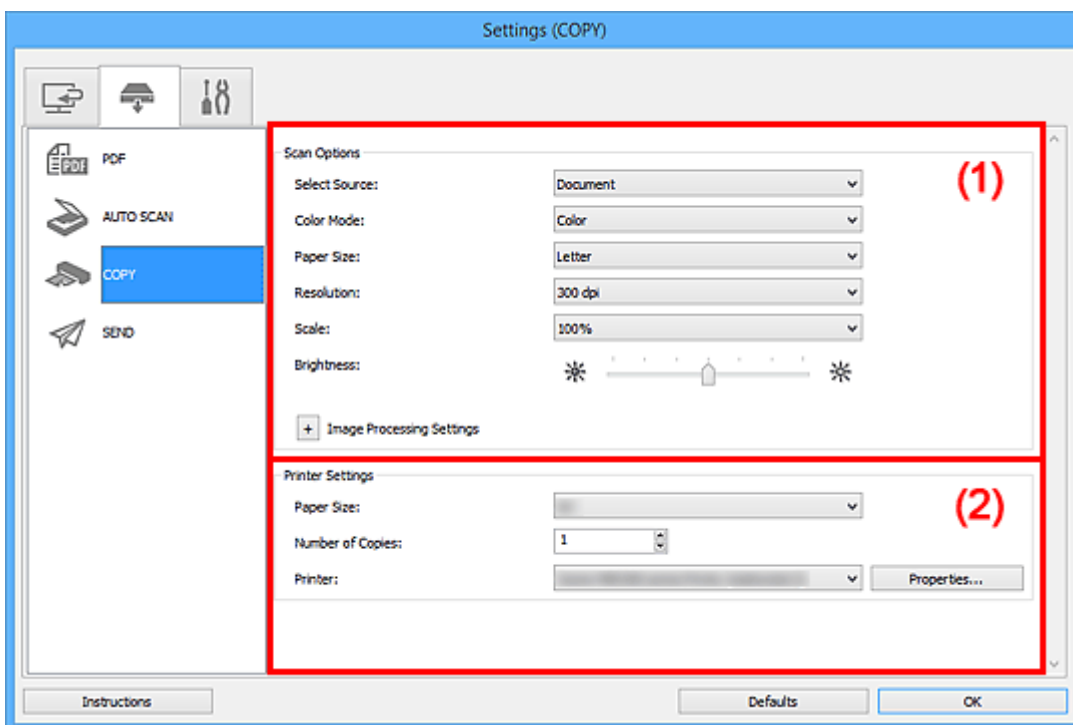 Settings (COPY)
PDF
PDF
AUTO SCAN
COPY
SEND
Scan Options
(1)
Select Source: Document
Color Mode: Color
Paper Size: Letter
Resolution: 300 dpi
Scale: 100%
Brightness:
+ Image Processing Settings
Printer Settings
(2)
Paper Size:
Number of Copies: 1
Printer: Properties...
Instructions Defaults OK